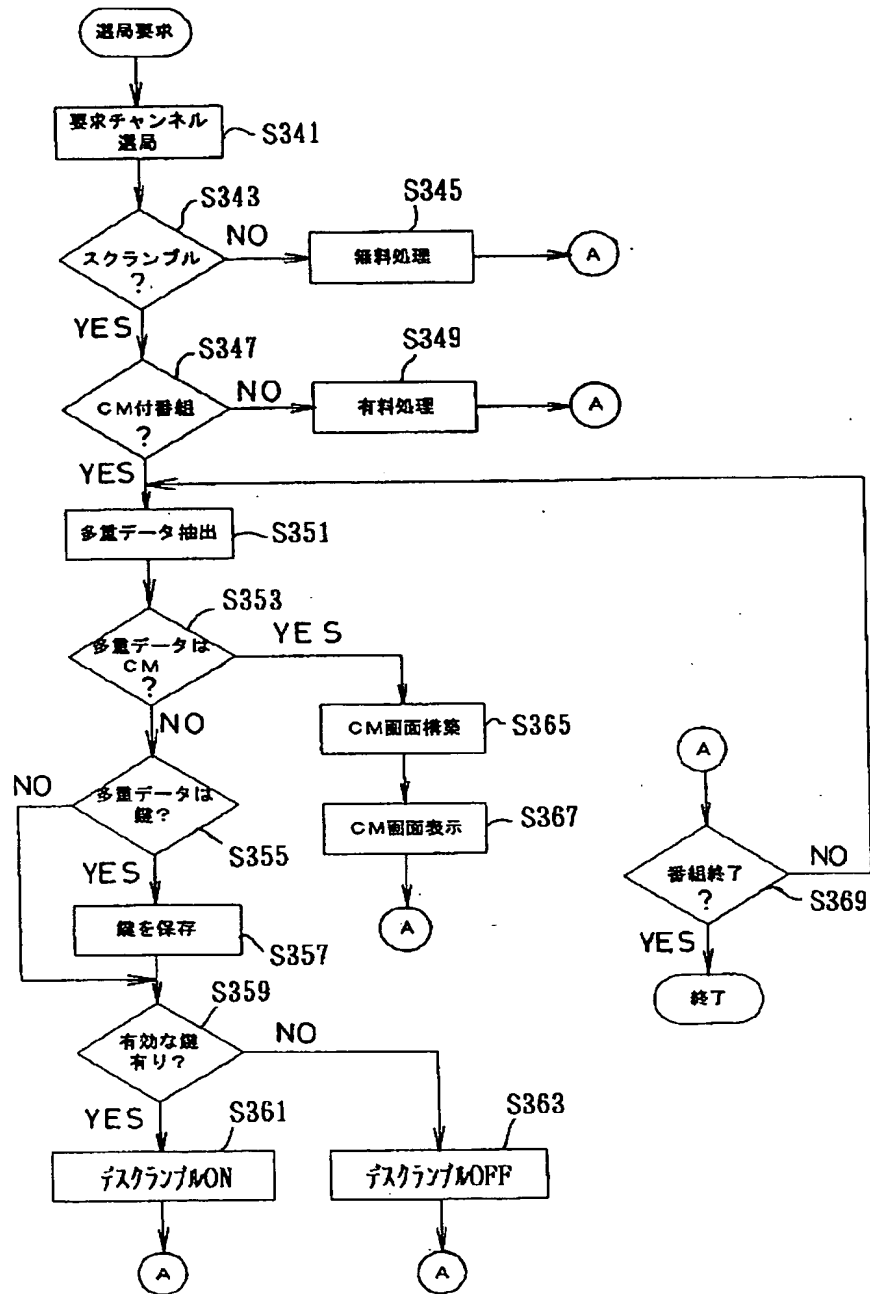 選局要求
要求チャンネル
選局
S341
S343
スクランブル
?
NO
YES
S345
無料処理
A
S347
CM付番組
?
NO
YES
S349
有料処理
A
多重データ抽出
S351
S353
多重データは
CM
?
YES
NO
CM画面構築
S365
CM画面表示
S367
A
多重データは
鍵?
NO
S355
YES
鍵を保存
S357
A
番組終了
?
NO
S369
YES
終了
S359
有効な鍵
有り?
NO
YES
S361
デスクランブルON
A
S363
デスクランブルOFF
A